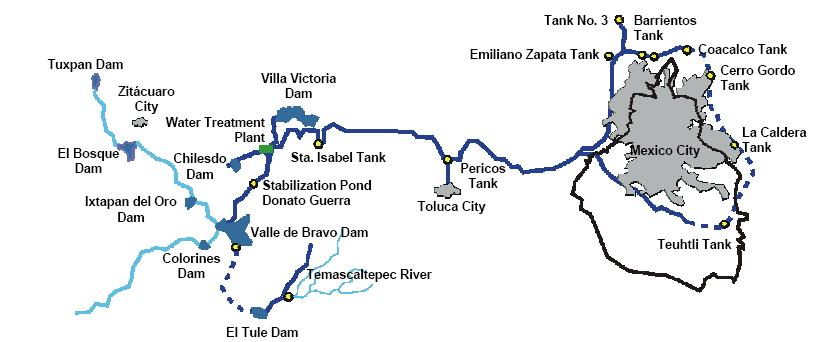 Tank No. 3
Barrientos
Tank
Emiliano Zapata Tank
Coacalco Tank
Tuxpan Dam
Cerro Gordo
Tank
Villa Victoria
Dam
Zitácuaro
City
Water Treatment
Plant
La Caldera
Tank
El Bosque
Dam
Chilesdo
Dam
Sta. Isabel Tank
Mexico City
Pericos
Tank
Stabilization Pond
Donato Guerra
Toluca City
Ixtapan del Oro
Dam
Valle de Bravo Dam
Teuhtli Tank
Colorines
Dam
Temascaltepec River
El Tule Dam